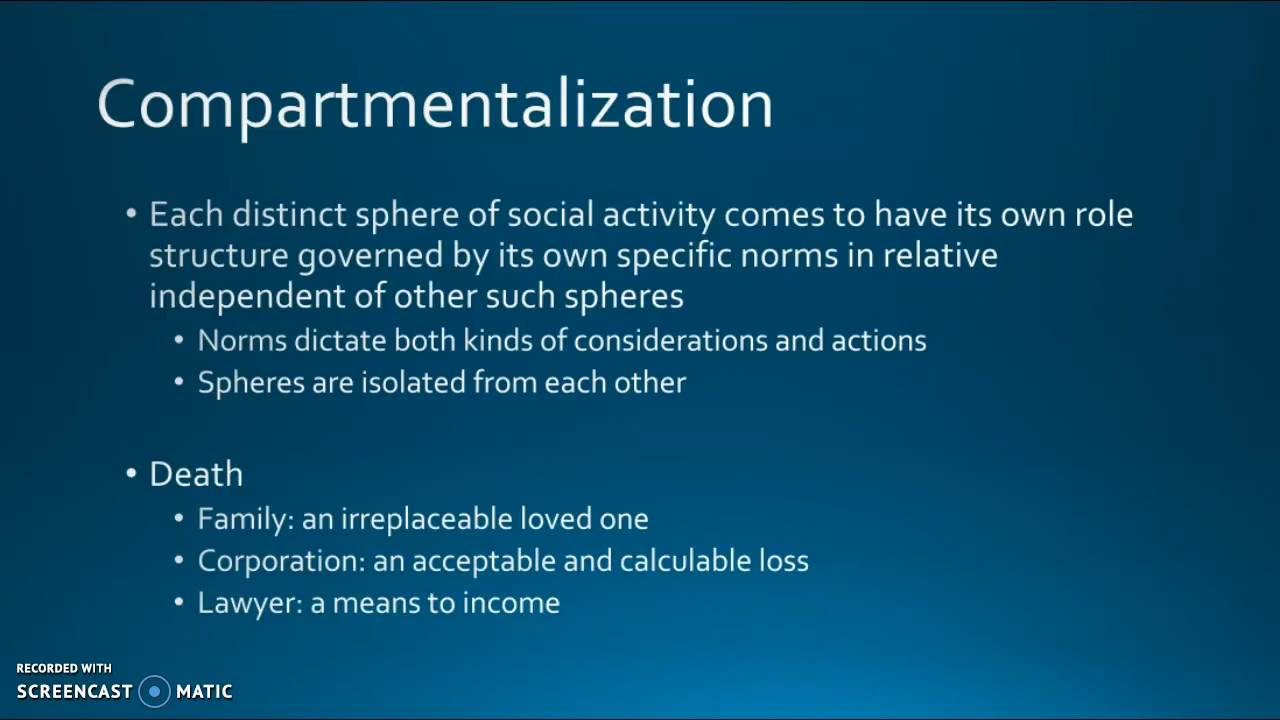 Compartmentalization
• Each distinct sphere of social activity comes to have its own role
structure governed by its own specific norms in relative
independent of other such spheres
• Norms dictate both kinds of considerations and actions
• Spheres are isolated from each other
• Death
• Family: an irreplaceable loved one
• Corporation: an acceptable and calculable loss
• Lawyer: a means to income
RECORDED WITH
SCREENCAST MATIC